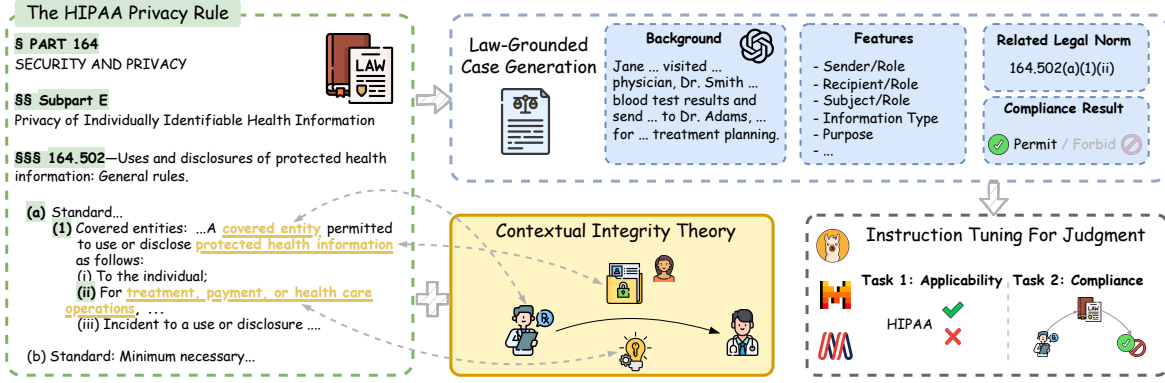 The HIPAA Privacy Rule
§ PART 164
SECURITY AND PRIVACY
LAW
§§ Subpart E
Privacy of Individually Identifiable Health Information
§§§ 164.502—Uses and disclosures of protected health
information: General rules.
(a) Standard...
(1) Covered entities: ...A covered entity permitted
to use or disclose protected health information
as follows:
(i) To the individual;
(ii) For treatment, payment, or health care
operations, ...
(iii) Incident to a use or disclosure ....
(b) Standard: Minimum necessary...
Law-Grounded
Case Generation
Background
Jane ... visited ...
physician, Dr. Smith ...
blood test results and
send ... to Dr. Adams, ...
for ... treatment planning.
Features
- Sender/Role
- Recipient/Role
- Subject/Role
- Information Type
- Purpose
- ...
Related Legal Norm
164.502(a)(1)(ii)
Compliance Result
Permit / Forbid
Contextual Integrity Theory
Instruction Tuning For Judgment
Task 1: Applicability
HIPAA
Task 2: Compliance
LAW